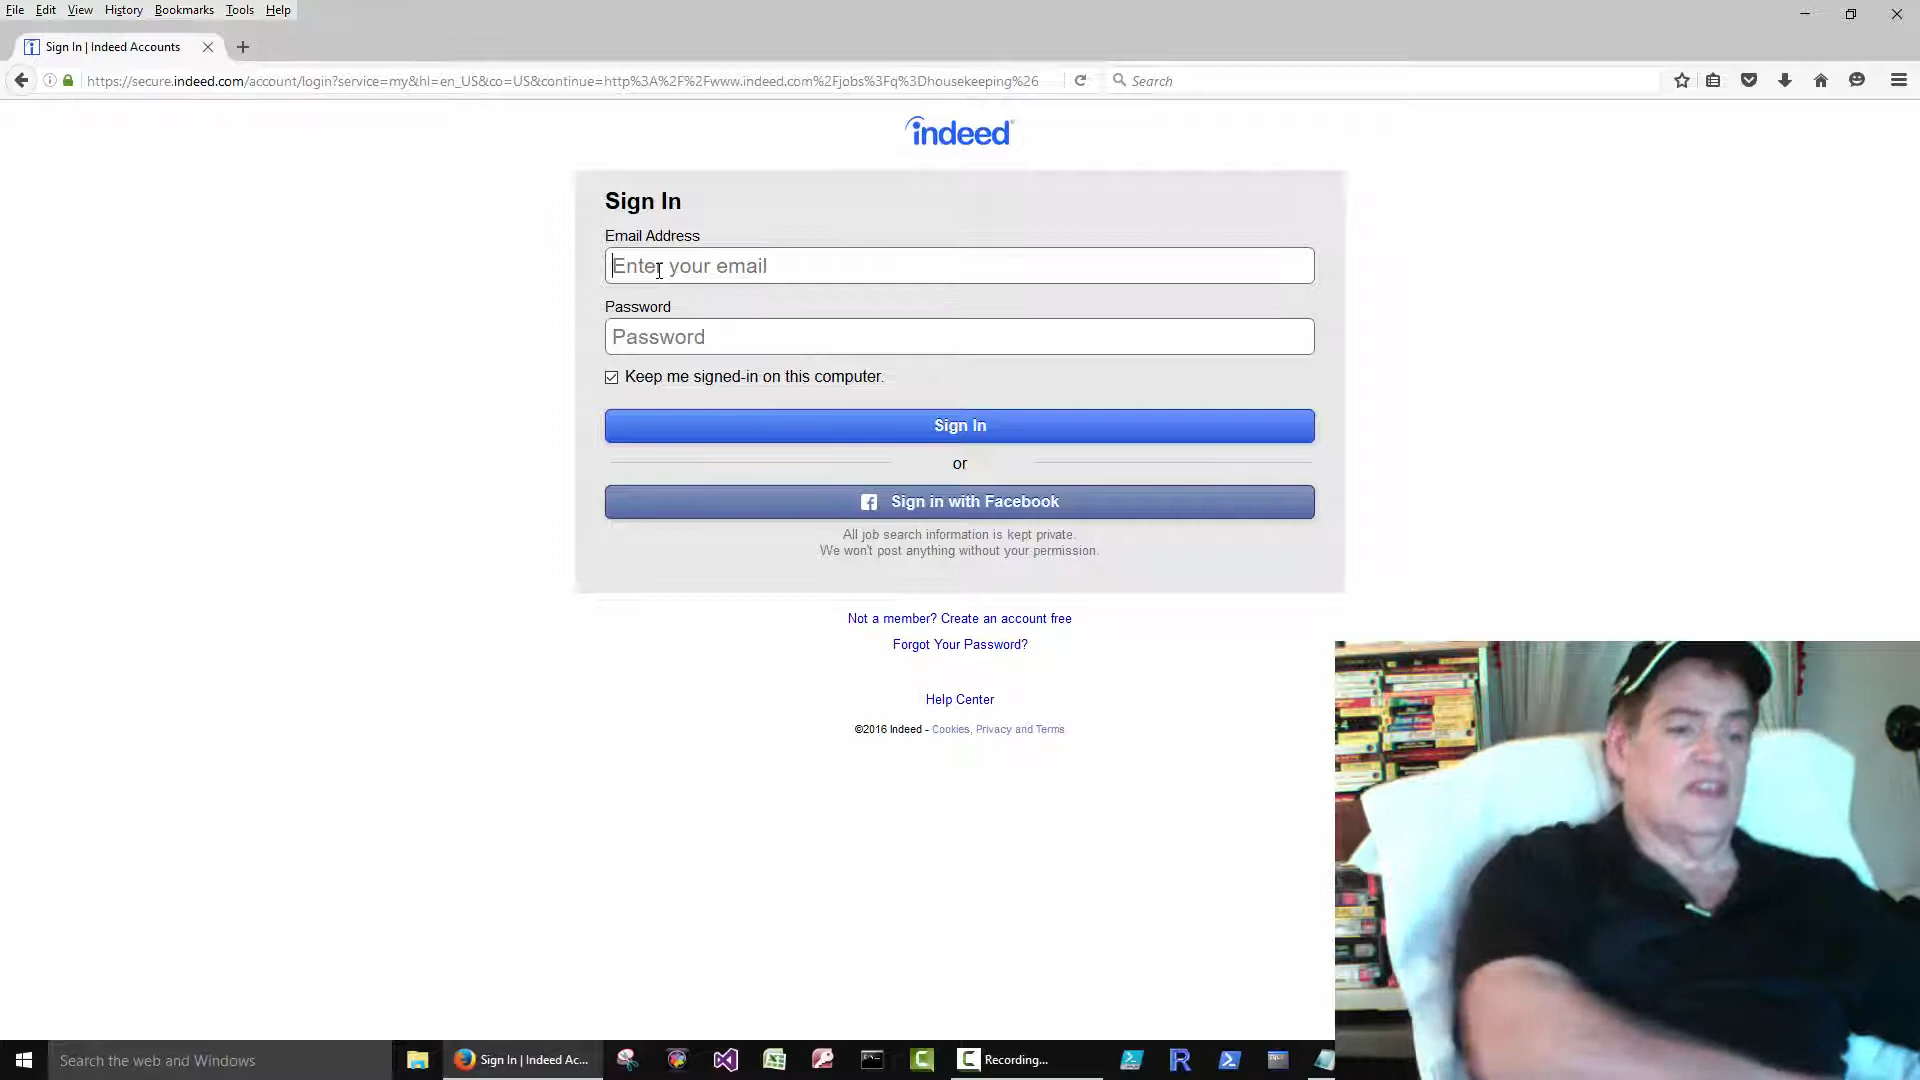 File Edit View History Bookmarks Tools Help
Sign In | Indeed Accounts
https://secure.indeed.com/account/login?service=my&hl=en_US&co=US&continue=http%3A%2F%2Fwww.indeed.com%2Fjobs%3Fq%3Dhousekeeping%26
Search
indeed
Sign In
Email Address
Enter your email
Password
Password
Keep me signed-in on this computer.
Sign In
or
Sign in with Facebook
All job search information is kept private.
We won't post anything without your permission.
Not a member? Create an account free
Forgot Your Password?
Help Center
©2016 Indeed - Cookies, Privacy and Terms
Search the web and Windows
Sign In | Indeed Ac...
Recording...